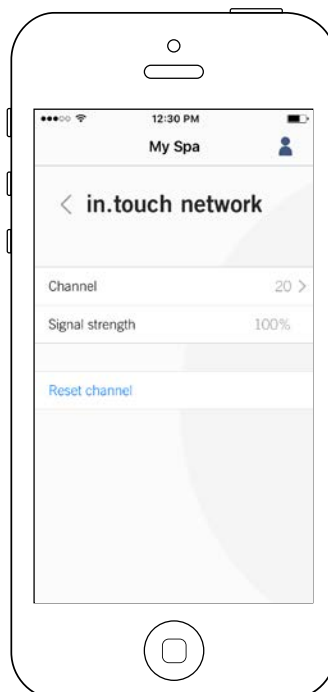 12:30 PM
My Spa
in.touch network
Channel 20
Signal strength 100%
Reset channel